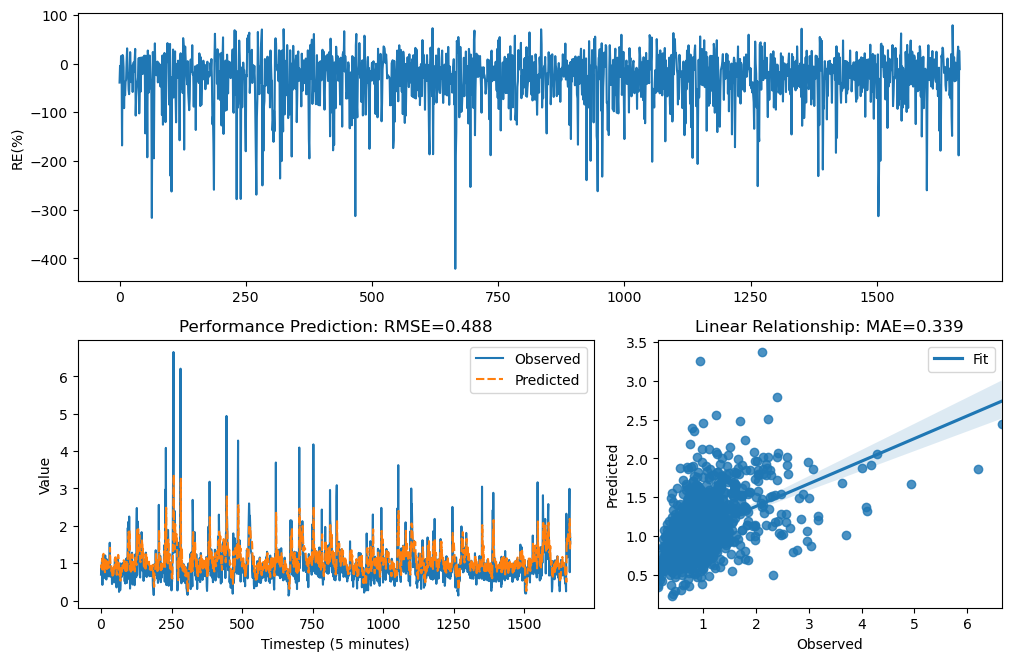 100
0
−100
−200
−300
−400
RE(%)
0 250 500 750 1000 1250 1500
Performance Prediction: RMSE=0.488
Observed
Predicted
6
5
4
3
2
1
0
Value
0 250 500 750 1000 1250 1500
Timestep (5 minutes)
Linear Relationship: MAE=0.339
Fit
3.5
3.0
2.5
2.0
1.5
1.0
0.5
Predicted
1 2 3 4 5 6
Observed